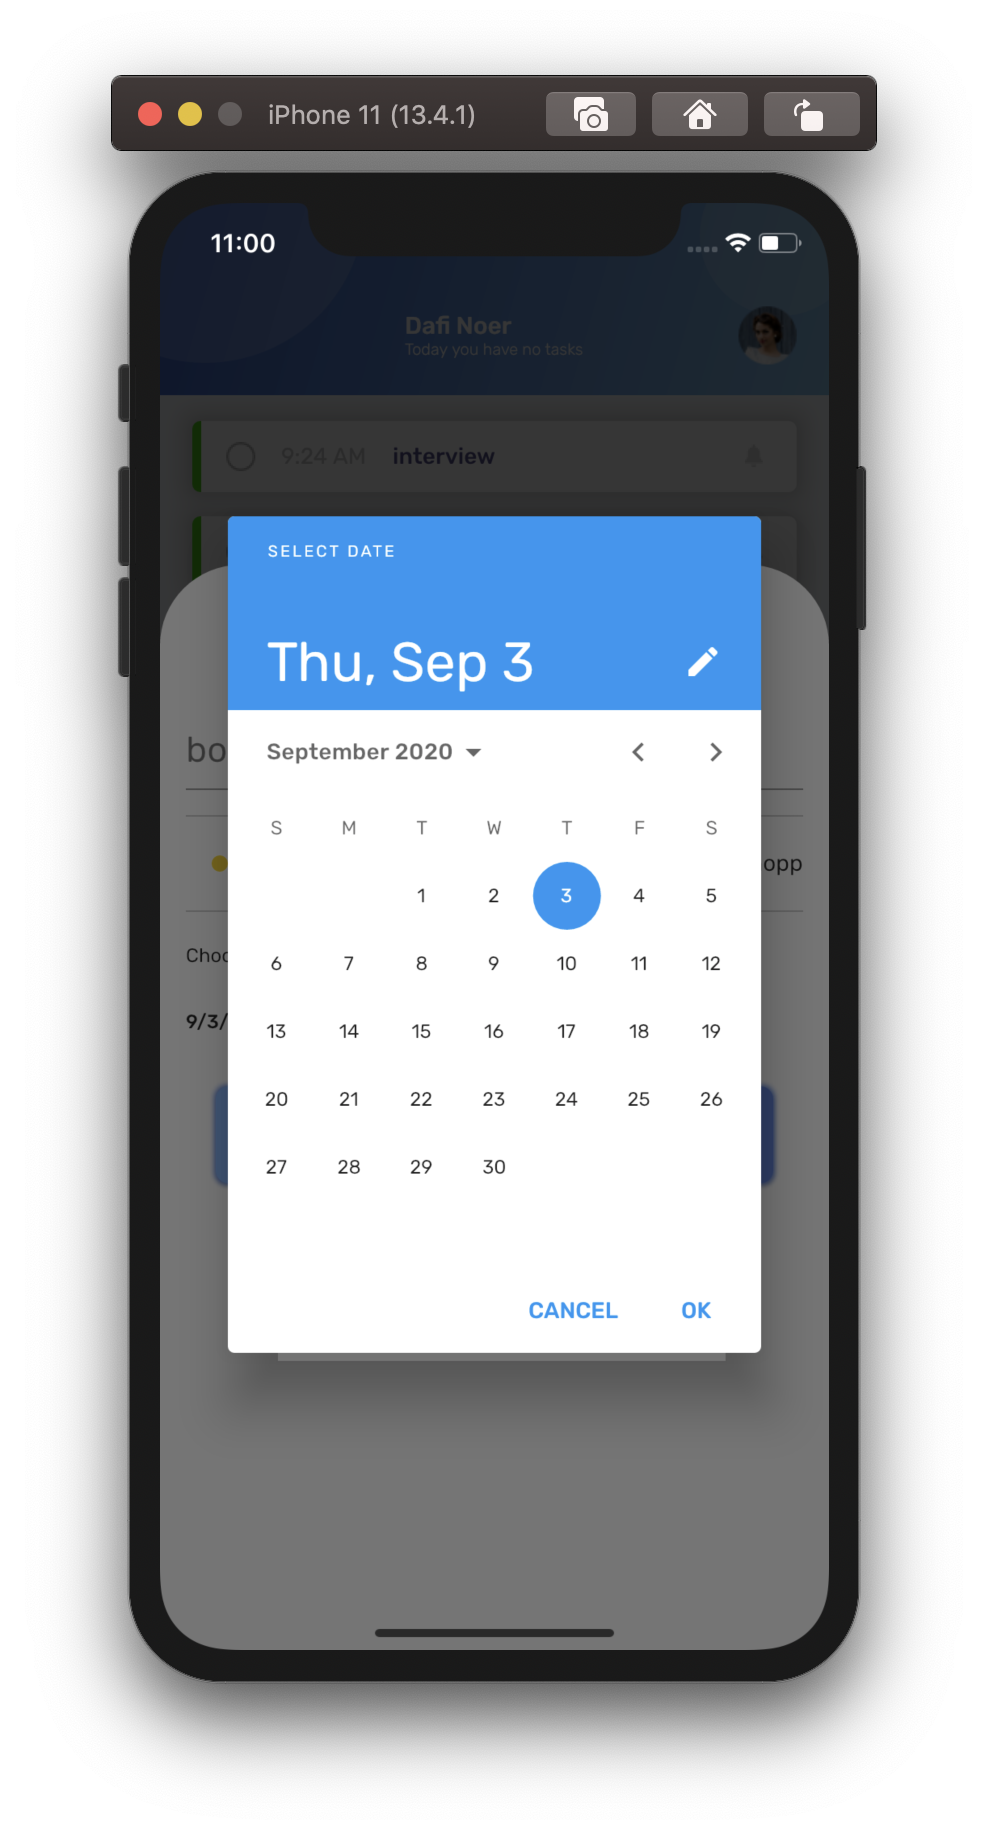 iPhone 11 (13.4.1)
11:00
Dafi Noer
Today you have no tasks
9:24 AM interview
SELECT DATE
Thu, Sep 3
bo
September 2020
S M T W T F S
opp
1 2 3 4 5
Choo
6 7 8 9 10 11 12
9/3/
13 14 15 16 17 18 19
20 21 22 23 24 25 26
27 28 29 30
CANCEL OK